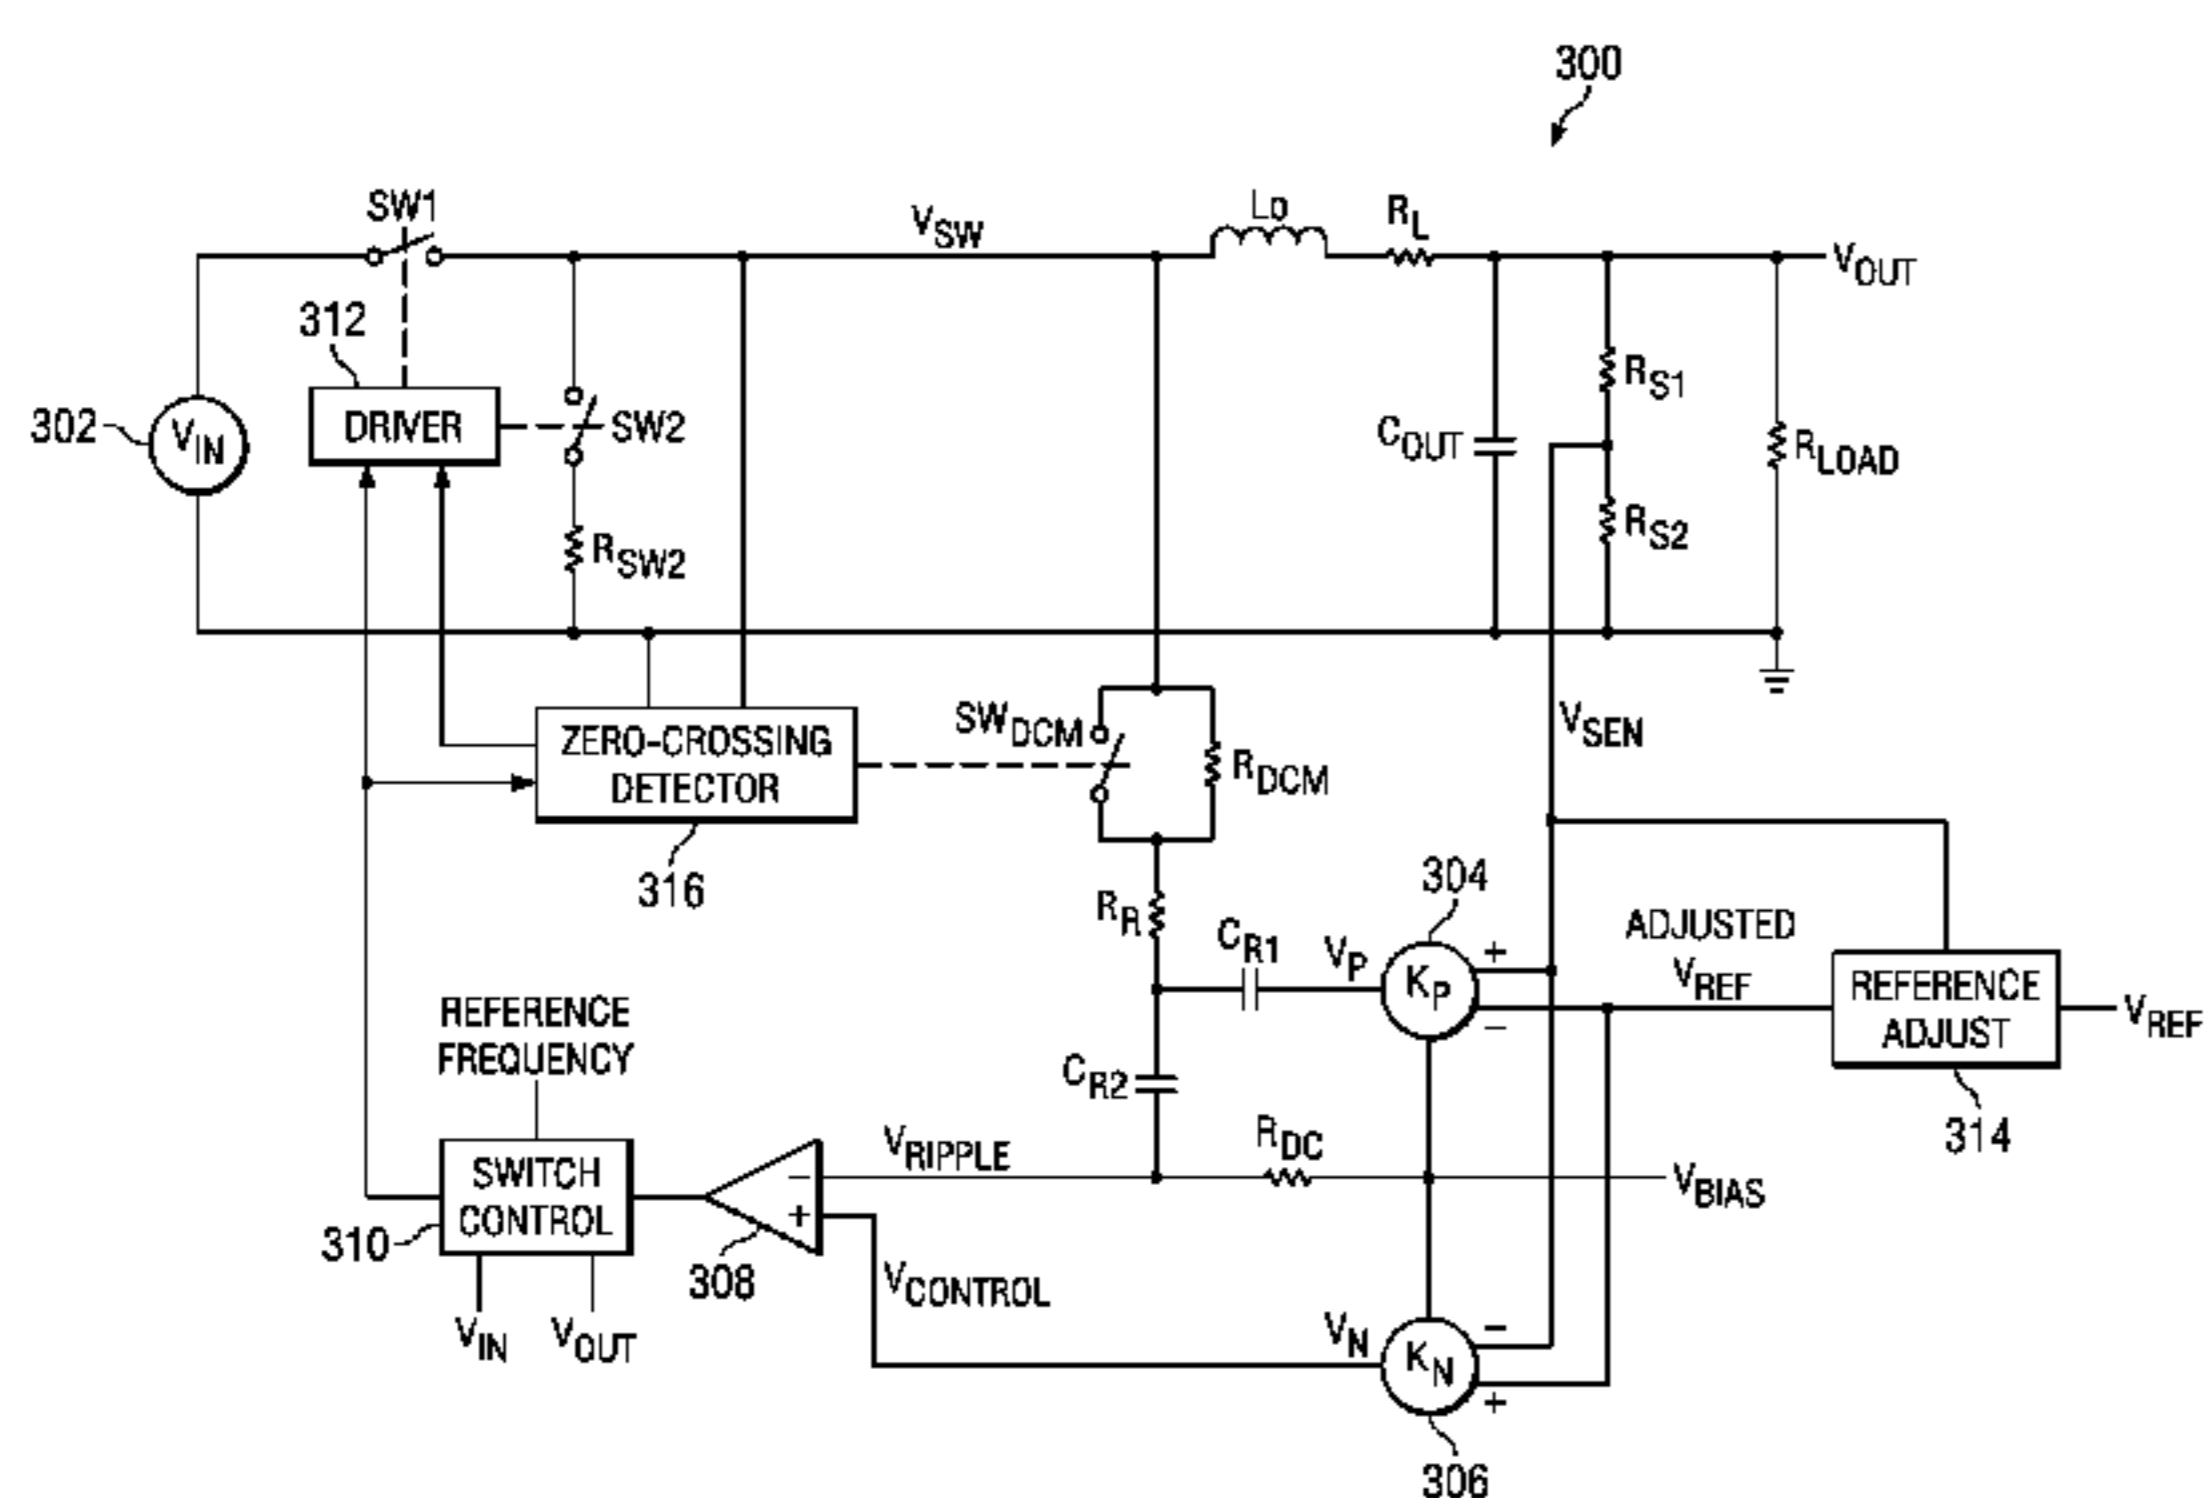 300
SW1
VSW
Lo
RL
VOUT
312
302
VIN
DRIVER
SW2
RS1
COUT
RLOAD
RSW2
RS2
ZERO-CROSSING
DETECTOR
316
SWDCM
RDCM
VSEN
304
RR
CR1
VP
KP
+
−
ADJUSTED
VREF
REFERENCE
ADJUST
VREF
314
REFERENCE
FREQUENCY
CR2
RDC
VRIPPLE
VBIAS
SWITCH
CONTROL
310
−
+
308
VCONTROL
VIN
VOUT
VN
KN
−
+
306